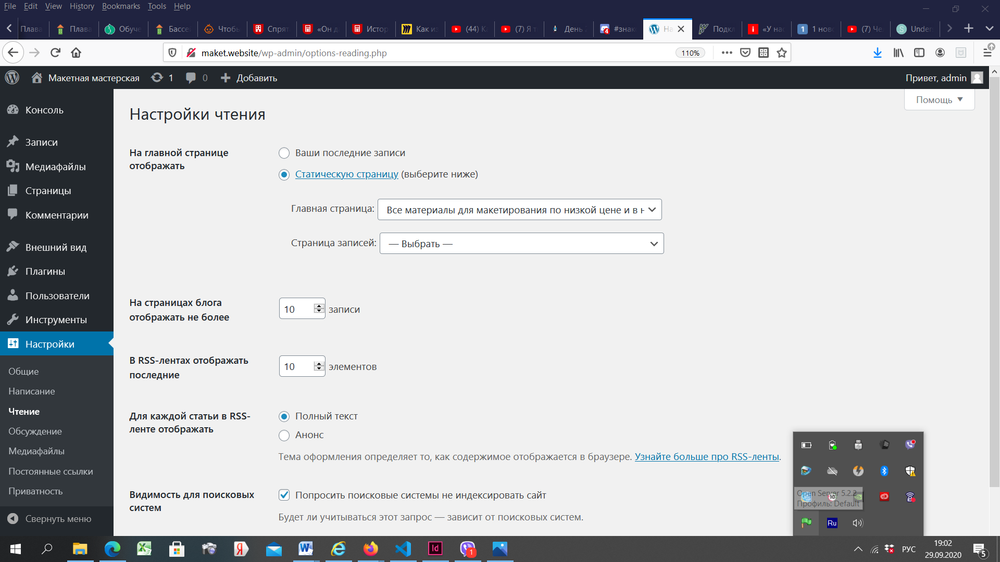 File Edit View History Bookmarks Tools Help
Плава Плава Обуче Бассе Чтобы Спрят «Он д Истор Как из (44) К (7) Я т День #знак На Подкл «У нас 1 ново (7) Че Under
maket.website/wp-admin/options-reading.php 110%
Макетная мастерская 1 0 Добавить Привет, admin
Помощь
Консоль
Записи
Медиафайлы
Страницы
Комментарии
Внешний вид
Плагины
Пользователи
Инструменты
Настройки
Общие
Написание
Чтение
Обсуждение
Медиафайлы
Постоянные ссылки
Приватность
Свернуть меню
Настройки чтения
На главной странице
отображать
Ваши последние записи
Статическую страницу (выберите ниже)
Главная страница: Все материалы для макетирования по низкой цене и в н
Страница записей: — Выбрать —
На страницах блога
отображать не более
10 записи
В RSS-лентах отображать
последние
10 элементов
Для каждой статьи в RSS-
ленте отображать
Полный текст
Анонс
Тема оформления определяет то, как содержимое отображается в браузере. Узнайте больше про RSS-ленты.
Видимость для поисковых
систем
Попросить поисковые системы не индексировать сайт
Будет ли учитываться этот запрос — зависит от поисковых систем.
Open Server 5.2.2
Профиль: Default
Ru
РУС
19:02
29.09.2020
5